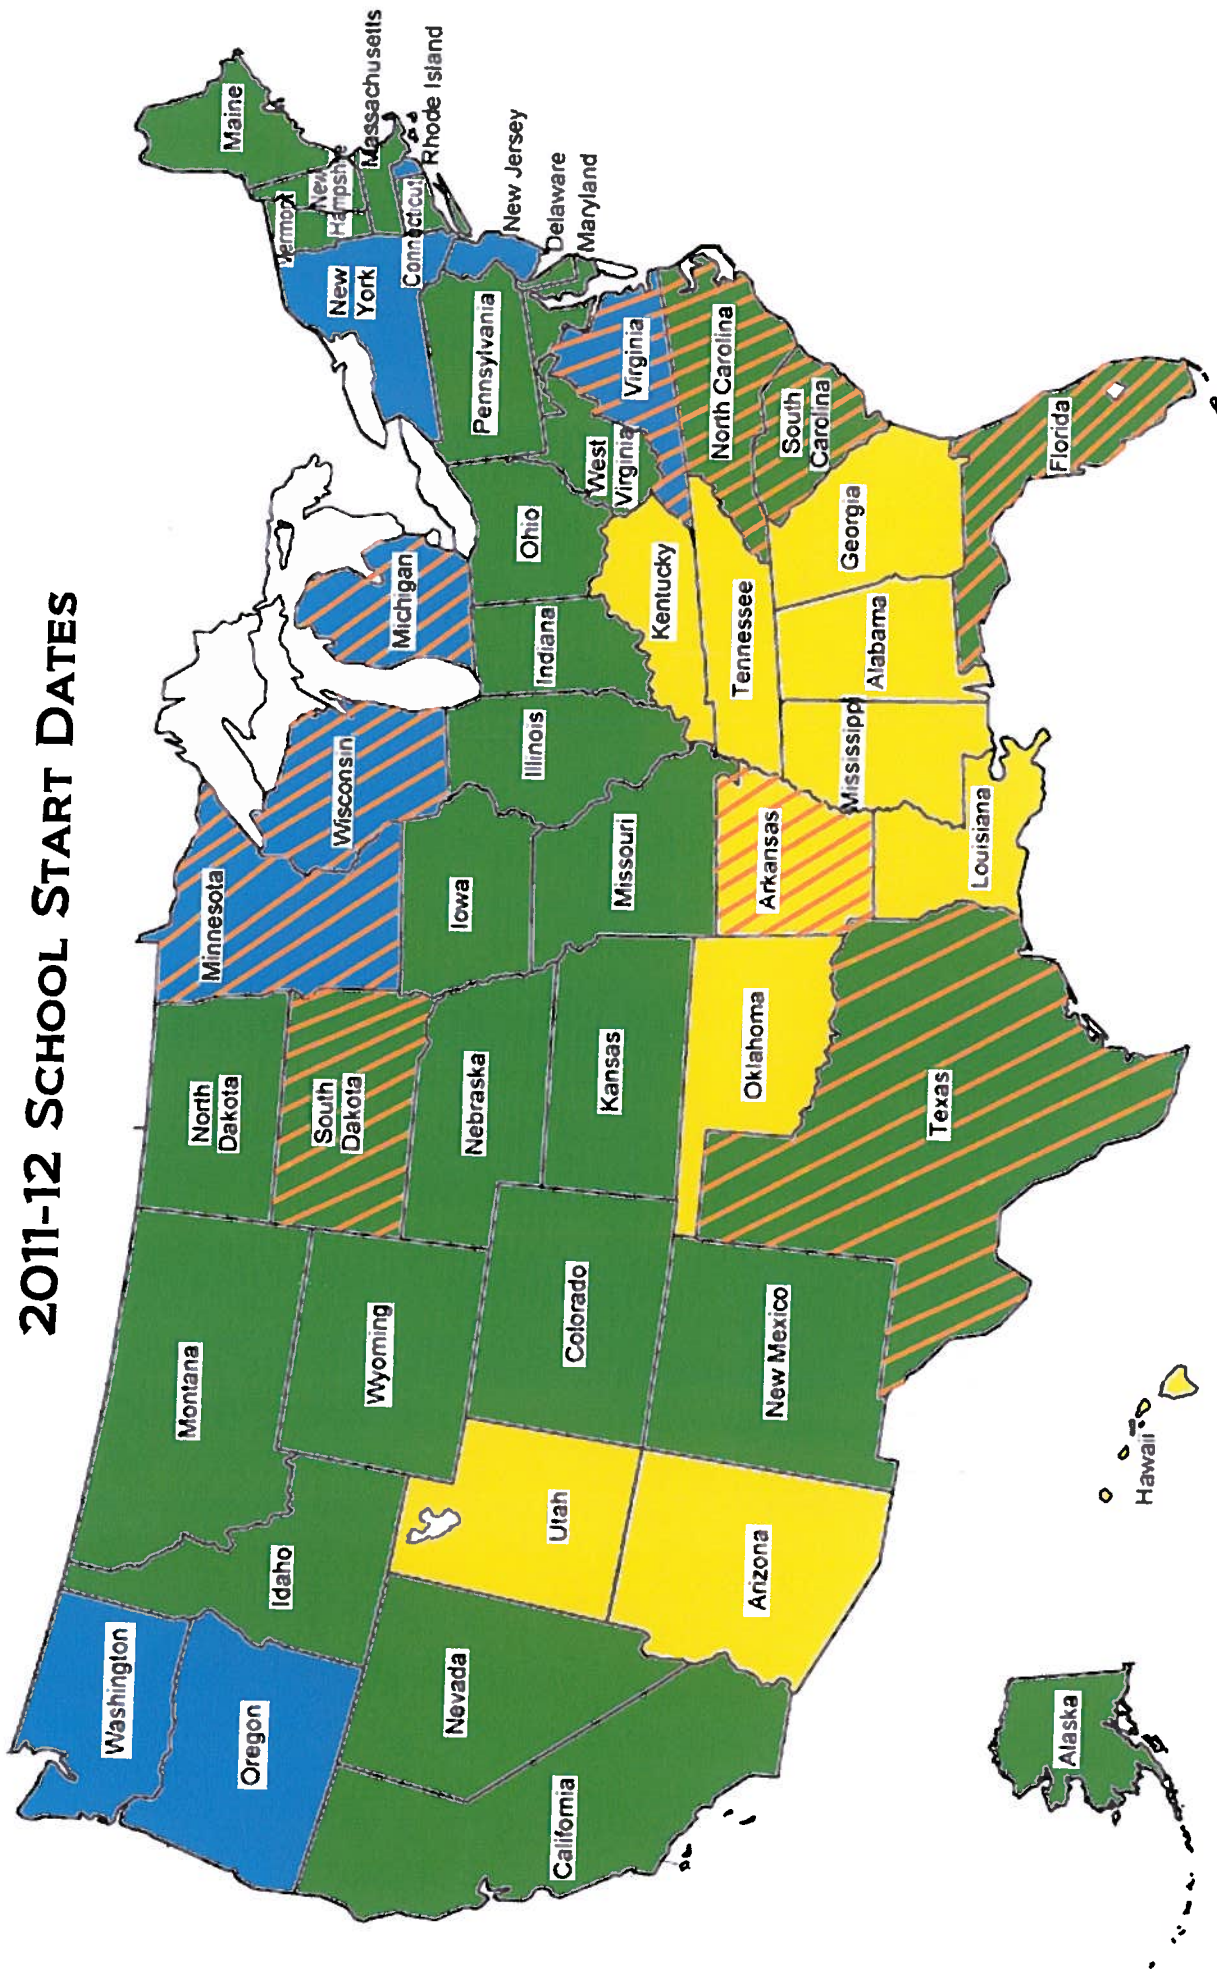 2011-12 SCHOOL START DATES
Washington
Oregon
California
Nevada
Idaho
Montana
Wyoming
Utah
Arizona
Colorado
New Mexico
North
Dakota
South
Dakota
Nebraska
Kansas
Oklahoma
Texas
Minnesota
Iowa
Missouri
Arkansas
Louisiana
Wisconsin
Illinois
Michigan
Indiana
Ohio
Kentucky
Tennessee
Mississippi
Alabama
Georgia
Florida
South
Carolina
North Carolina
Virginia
West
Virginia
Pennsylvania
New
York
Vermont
New
Hampshire
Maine
Massachusetts
Rhode Island
Connecticut
New Jersey
Delaware
Maryland
Alaska
Hawaii